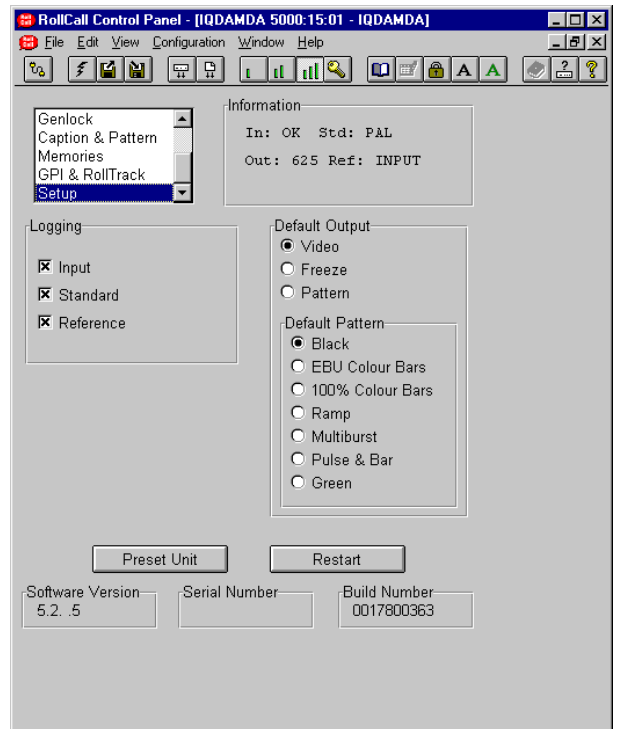 RollCall Control Panel - [IQDAMDA 5000:15:01 - IQDAMDA]
File Edit View Configuration Window Help
A A
Genlock
Caption & Pattern
Memories
GPI & RollTrack
Setup
Information
In: OK Std: PAL
Out: 625 Ref: INPUT
Logging
Input
Standard
Reference
Default Output
Video
Freeze
Pattern
Default Pattern
Black
EBU Colour Bars
100% Colour Bars
Ramp
Multiburst
Pulse & Bar
Green
Preset Unit Restart
Software Version Serial Number Build Number
5.2. .5 0017800363